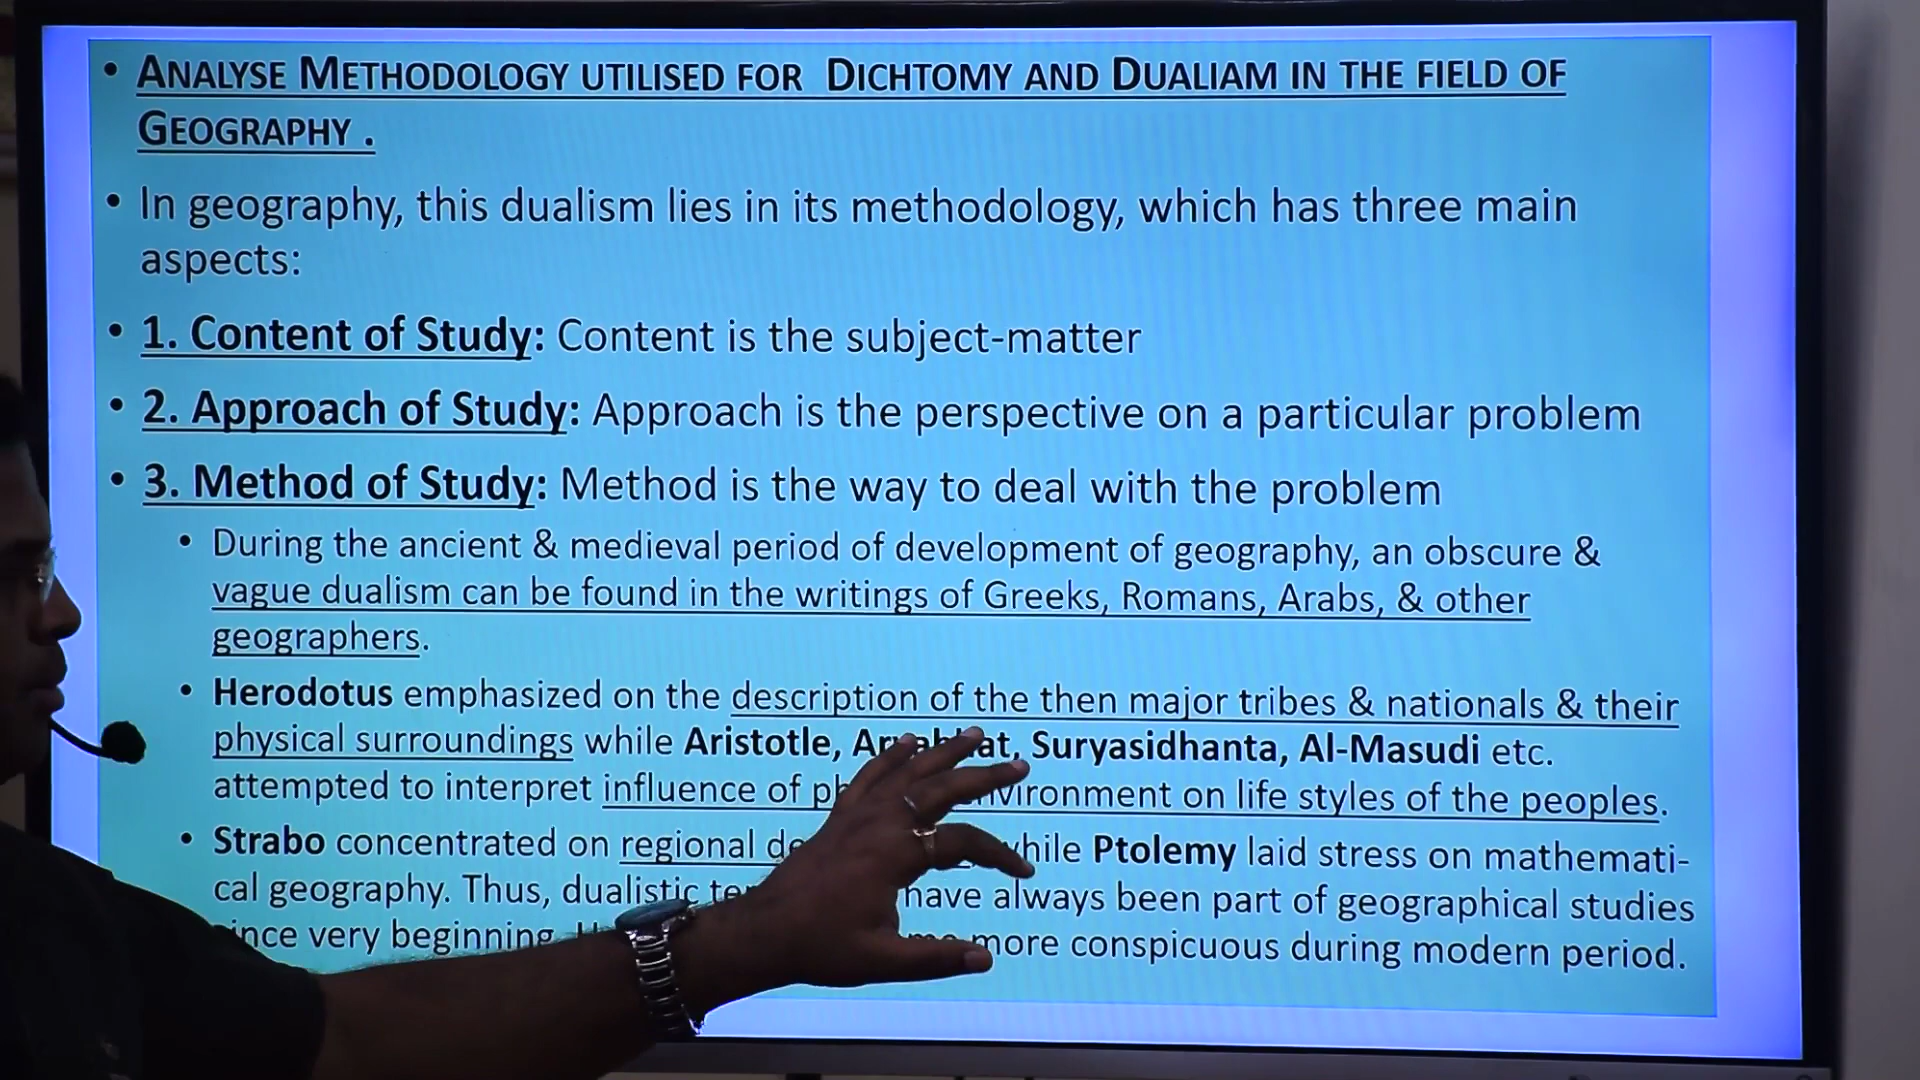 • ANALYSE METHODOLOGY UTILISED FOR DICHTOMY AND DUALIAM IN THE FIELD OF
GEOGRAPHY .
• In geography, this dualism lies in its methodology, which has three main
aspects:
• 1. Content of Study: Content is the subject-matter
• 2. Approach of Study: Approach is the perspective on a particular problem
• 3. Method of Study: Method is the way to deal with the problem
• During the ancient & medieval period of development of geography, an obscure &
vague dualism can be found in the writings of Greeks, Romans, Arabs, & other
geographers.
• Herodotus emphasized on the description of the then major tribes & nationals & their
physical surroundings while Aristotle, Suryasidhanta, Al-Masudi etc.
attempted to interpret influence of environment on life styles of the peoples.
• Strabo concentrated on regional while Ptolemy laid stress on mathemati-
cal geography. Thus, dualistic have always been part of geographical studies
since very beginning. more conspicuous during modern period.